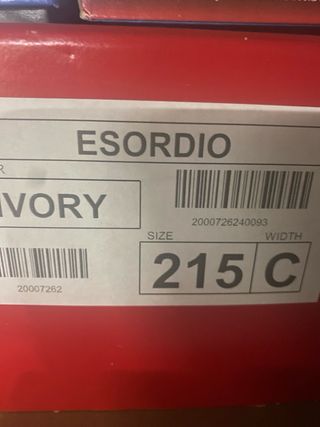 ESORDIO
R
IVORY
2000726240093
SIZE WIDTH
215 C
20007262